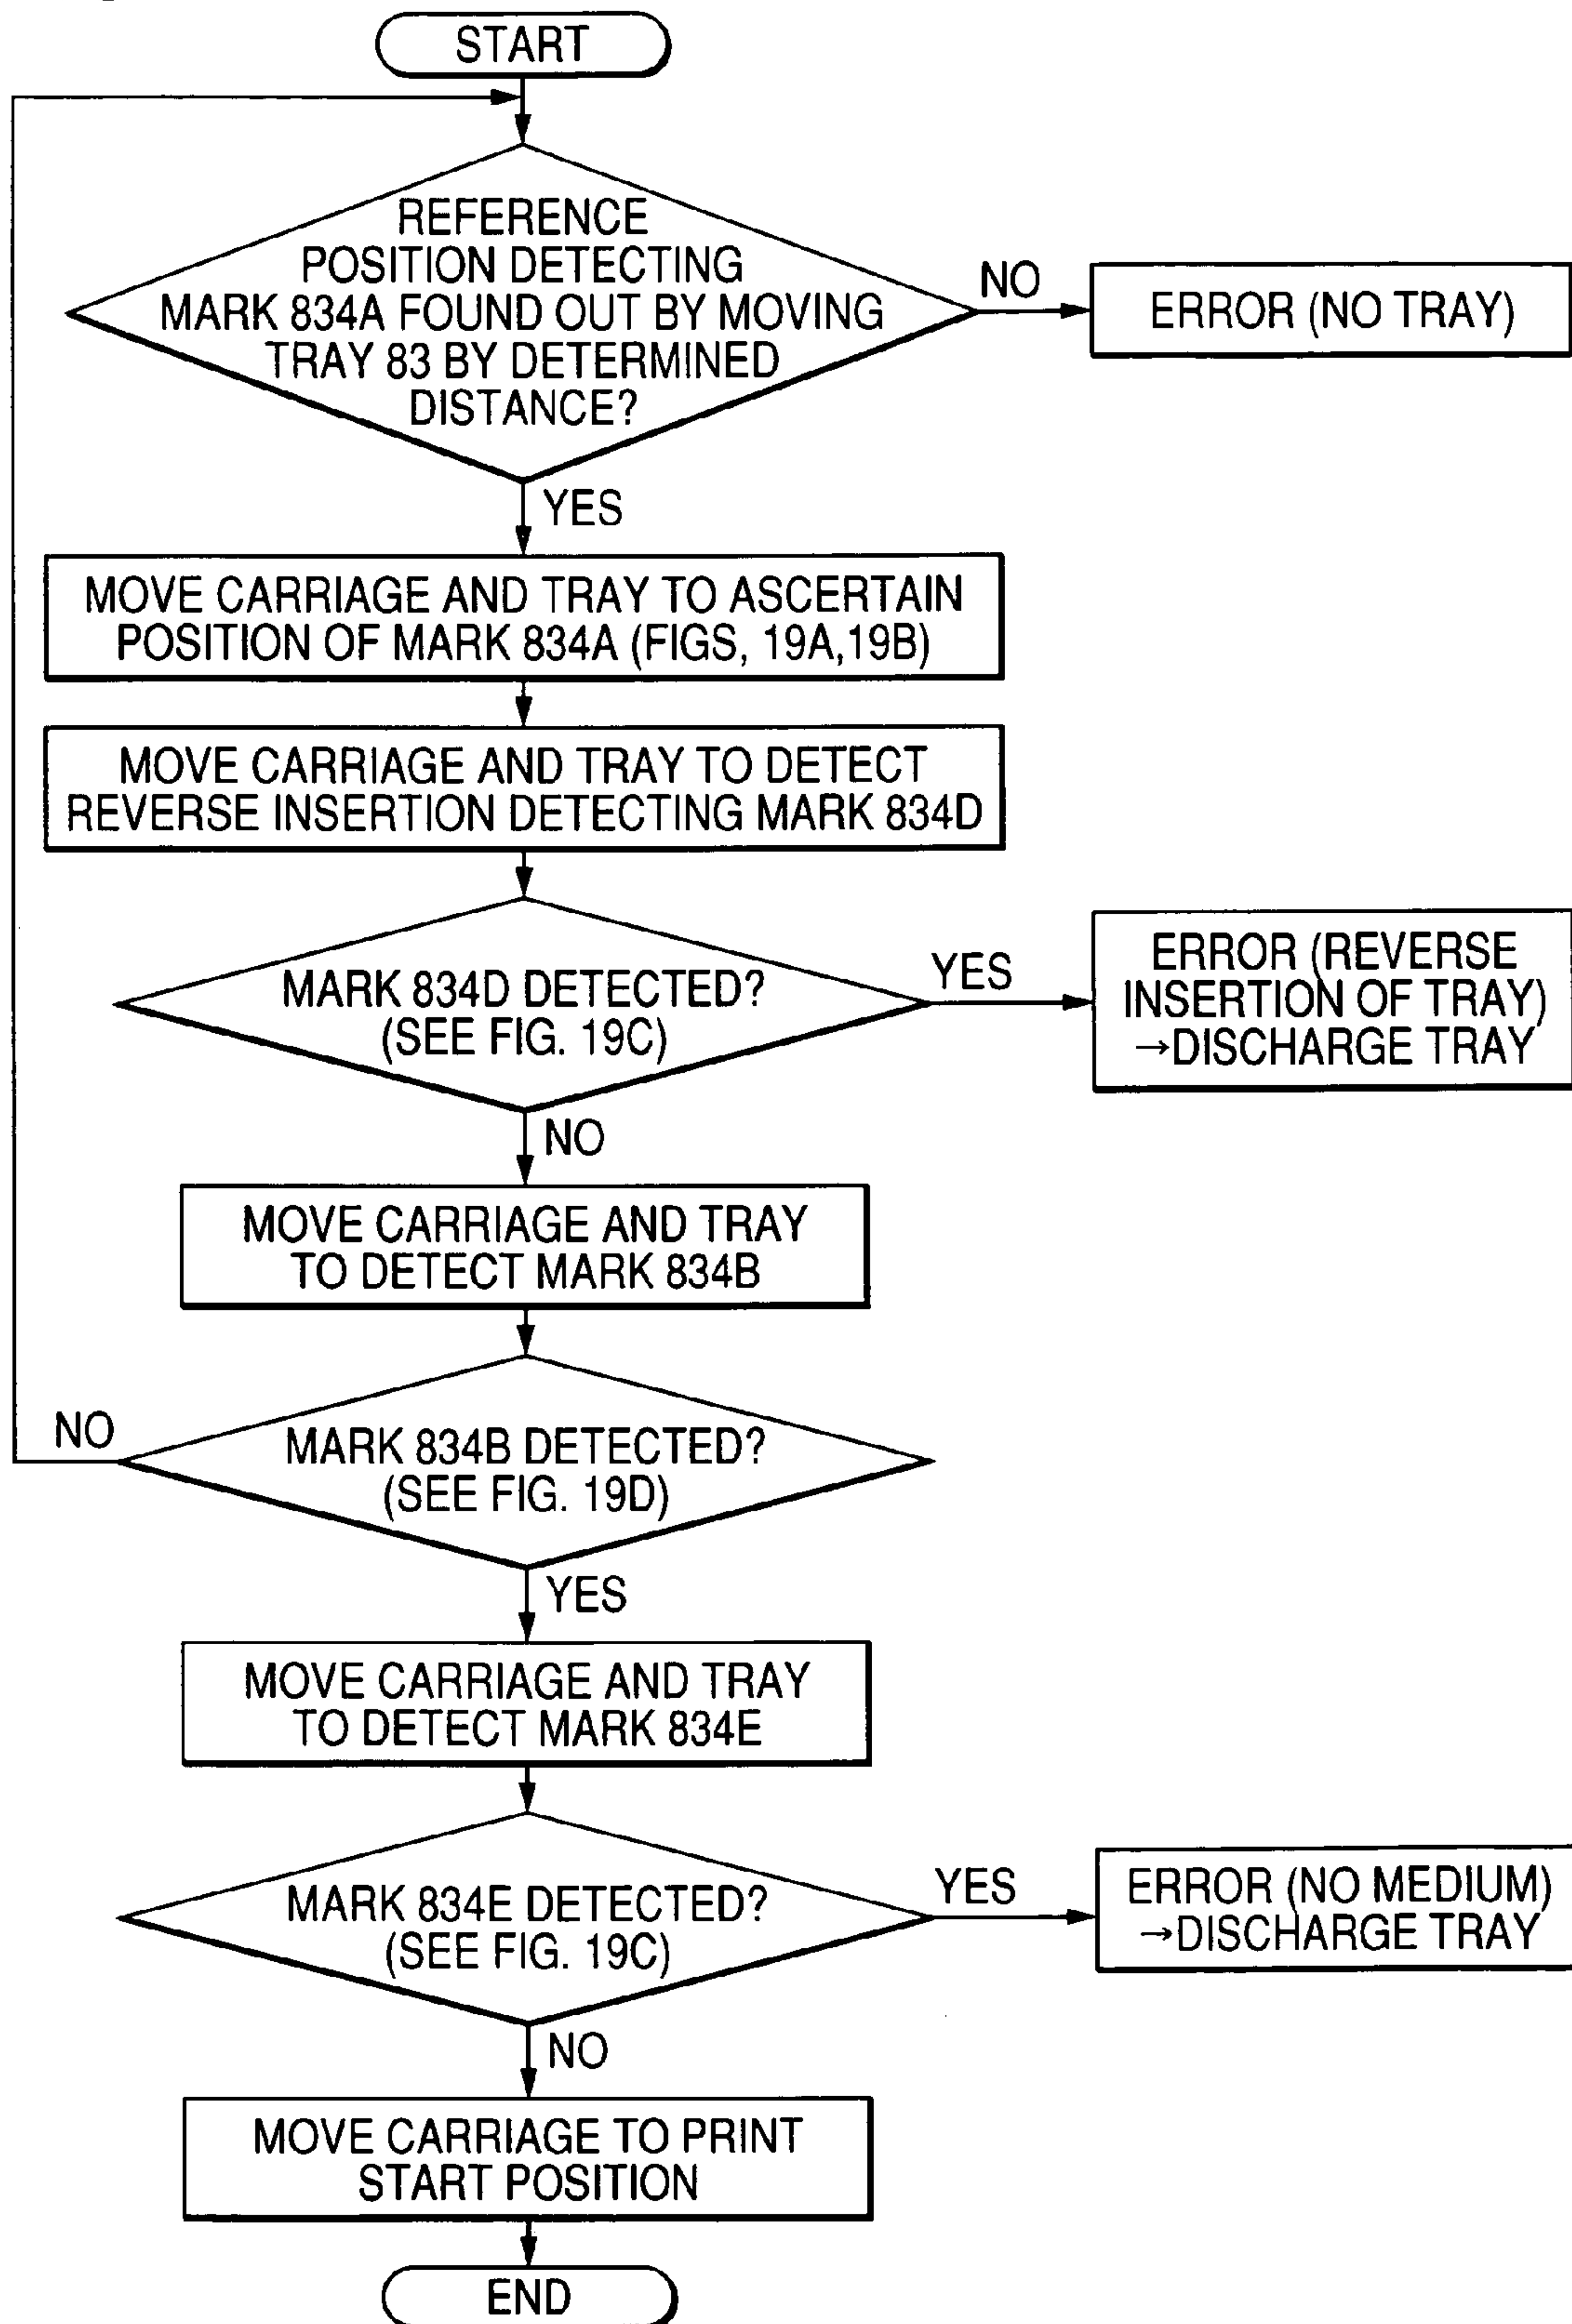 START
REFERENCE
POSITION DETECTING
MARK 834A FOUND OUT BY MOVING
TRAY 83 BY DETERMINED
DISTANCE?
NO
ERROR (NO TRAY)
YES
MOVE CARRIAGE AND TRAY TO ASCERTAIN
POSITION OF MARK 834A (FIGS, 19A,19B)
MOVE CARRIAGE AND TRAY TO DETECT
REVERSE INSERTION DETECTING MARK 834D
MARK 834D DETECTED?
(SEE FIG. 19C)
YES
ERROR (REVERSE
INSERTION OF TRAY)
→DISCHARGE TRAY
NO
MOVE CARRIAGE AND TRAY
TO DETECT MARK 834B
NO
MARK 834B DETECTED?
(SEE FIG. 19D)
YES
MOVE CARRIAGE AND TRAY
TO DETECT MARK 834E
MARK 834E DETECTED?
(SEE FIG. 19C)
YES
ERROR (NO MEDIUM)
→DISCHARGE TRAY
NO
MOVE CARRIAGE TO PRINT
START POSITION
END